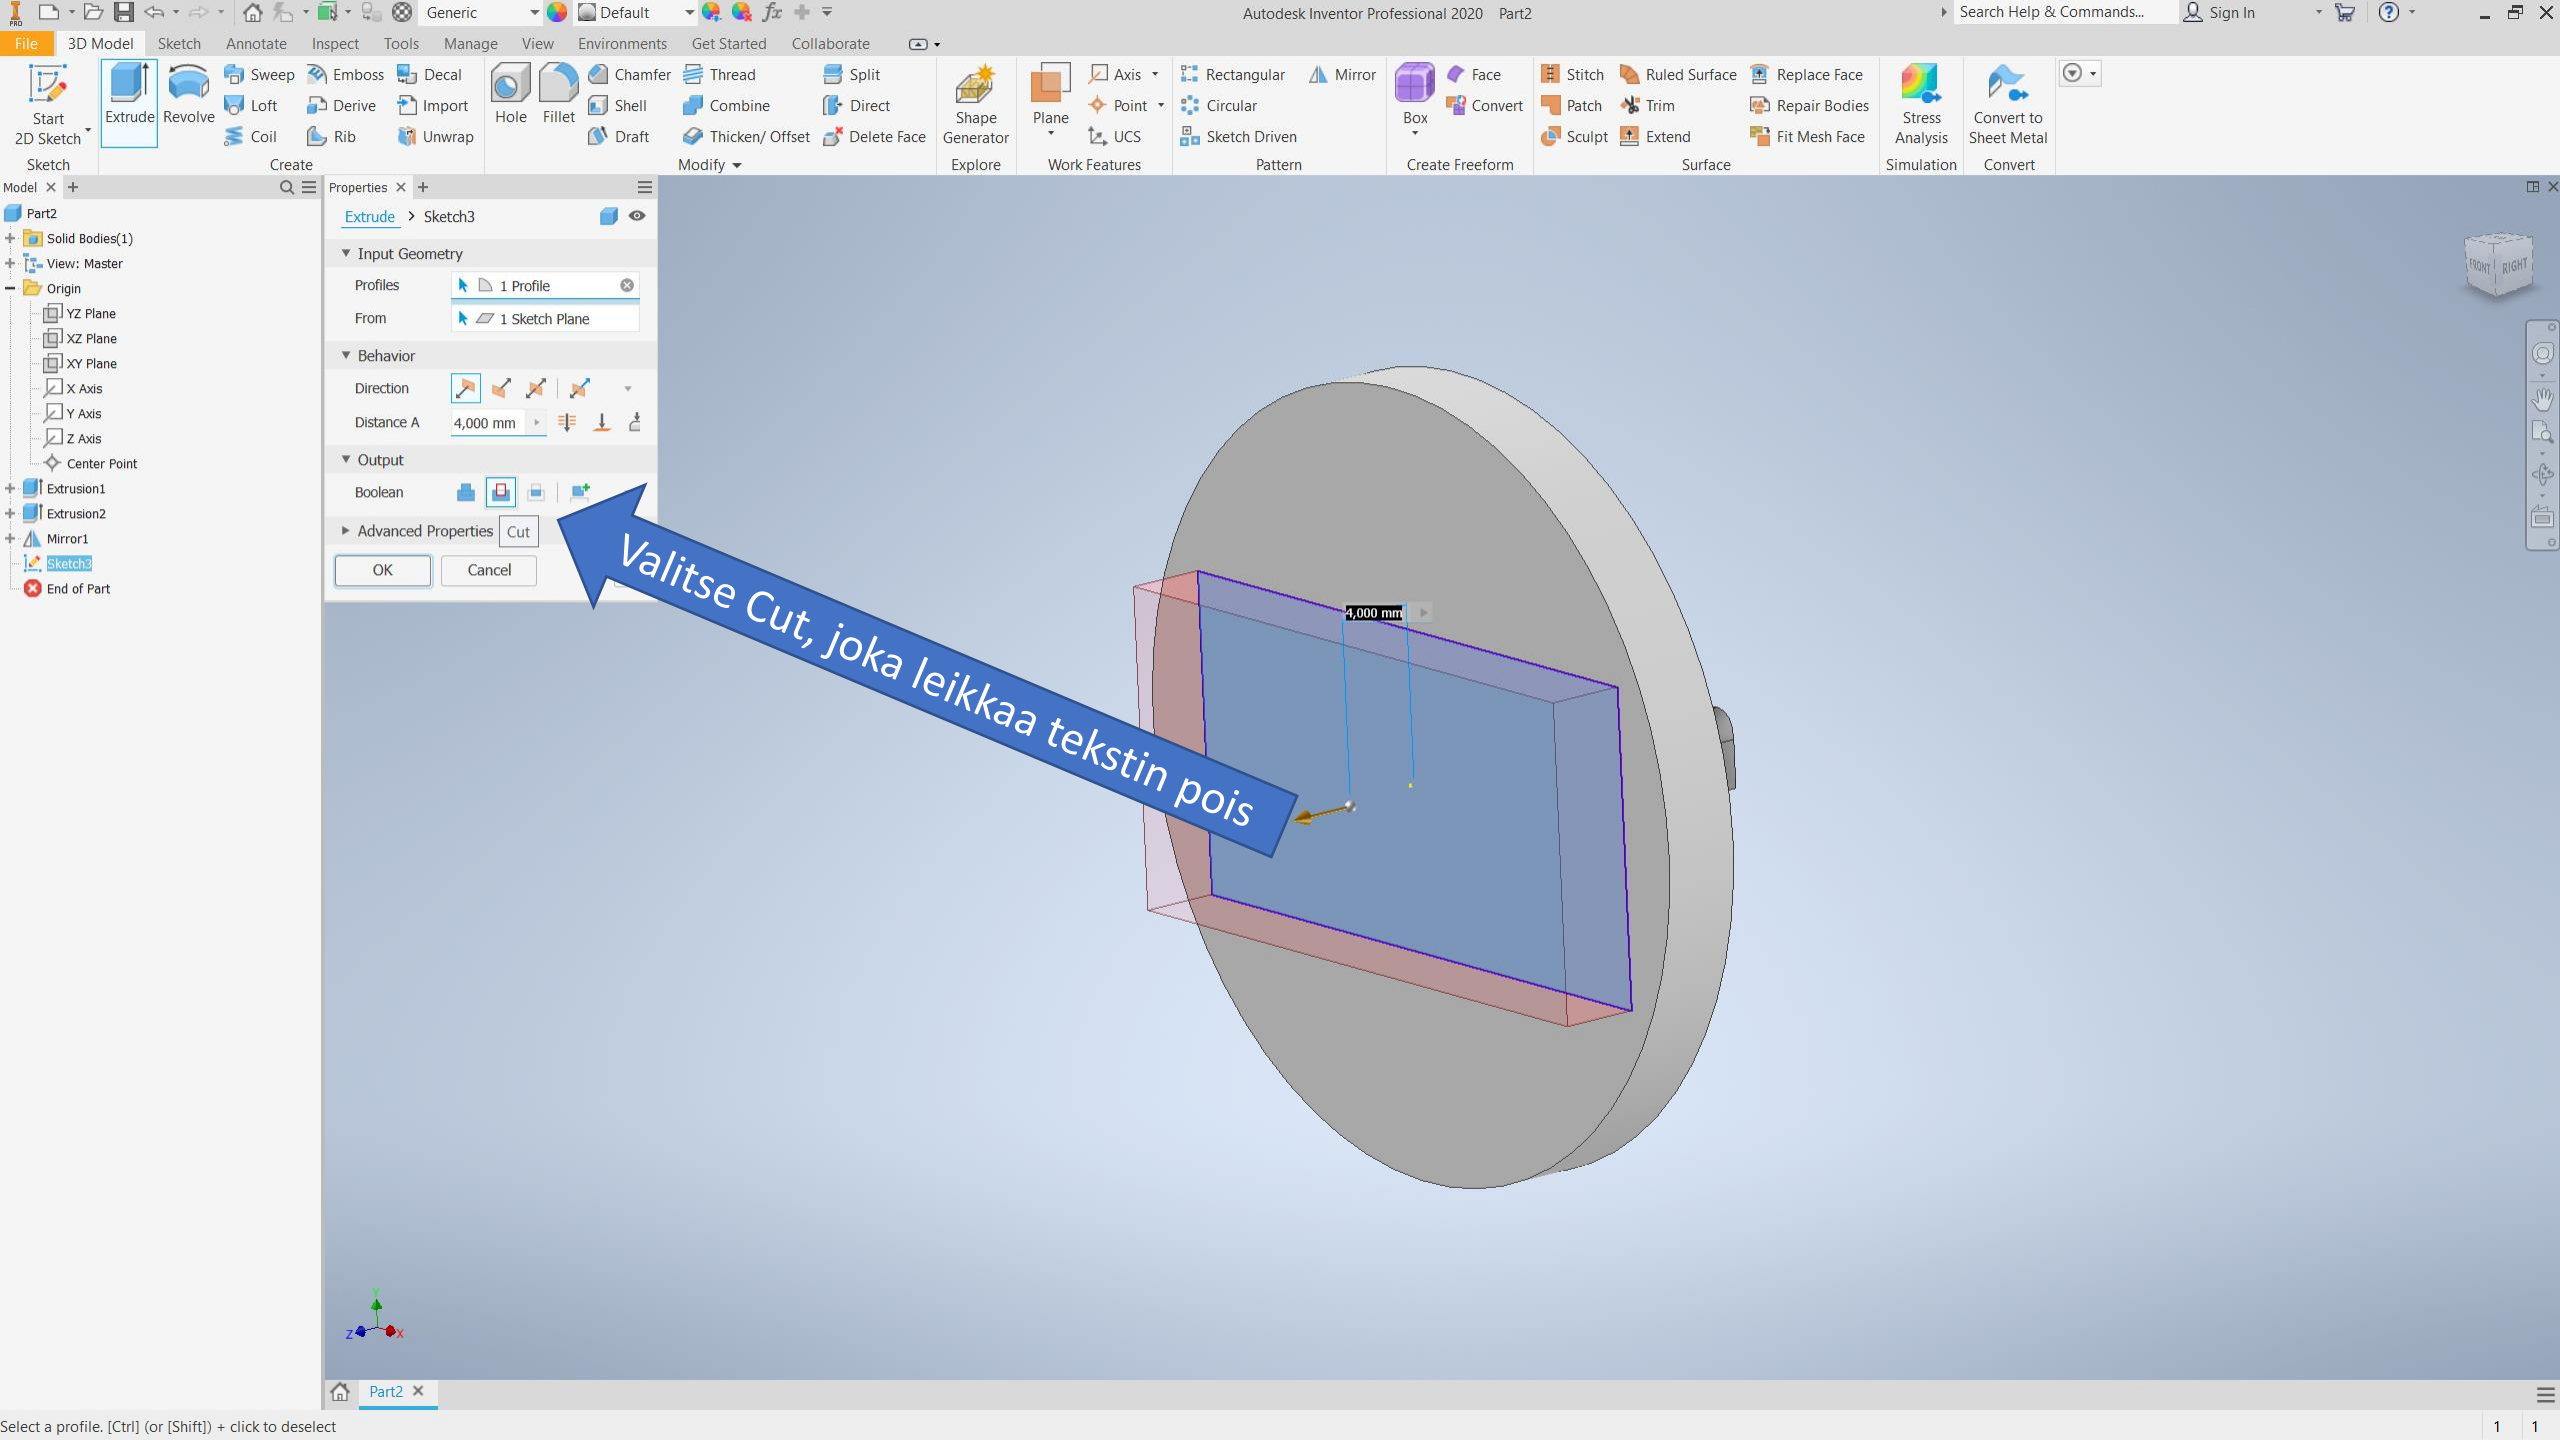 PRO
Generic
Default
fx
Autodesk Inventor Professional 2020 Part2
Search Help & Commands...
Sign In
File
3D Model
Sketch
Annotate
Inspect
Tools
Manage
View
Environments
Get Started
Collaborate
Start
2D Sketch
Sketch
Extrude
Revolve
Sweep
Loft
Coil
Emboss
Derive
Rib
Decal
Import
Unwrap
Create
Hole
Fillet
Chamfer
Shell
Draft
Thread
Combine
Thicken/ Offset
Split
Direct
Delete Face
Modify
Shape
Generator
Explore
Plane
Axis
Point
UCS
Work Features
Rectangular
Circular
Sketch Driven
Mirror
Pattern
Box
Face
Convert
Create Freeform
Stitch
Patch
Sculpt
Ruled Surface
Trim
Extend
Replace Face
Repair Bodies
Fit Mesh Face
Surface
Stress
Analysis
Simulation
Convert to
Sheet Metal
Convert
Model
Part2
Solid Bodies(1)
View: Master
Origin
YZ Plane
XZ Plane
XY Plane
X Axis
Y Axis
Z Axis
Center Point
Extrusion1
Extrusion2
Mirror1
Sketch3
End of Part
Properties
Extrude > Sketch3
Input Geometry
Profiles 1 Profile
From 1 Sketch Plane
Behavior
Direction
Distance A 4,000 mm
Output
Boolean
Advanced Properties
Cut
OK
Cancel
Valitse Cut, joka leikkaa tekstin pois
4,000 mm
FRONT
RIGHT
Y
Z
X
Part2
Select a profile. [Ctrl] (or [Shift]) + click to deselect
1 1